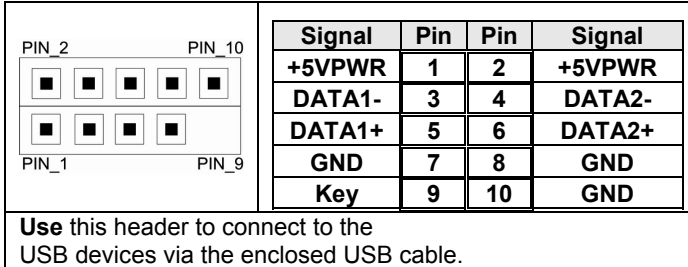 PIN_2 PIN_10
PIN_1 PIN_9
Signal Pin Pin Signal
+5VPWR 1 2 +5VPWR
DATA1- 3 4 DATA2-
DATA1+ 5 6 DATA2+
GND 7 8 GND
Key 9 10 GND
Use this header to connect to the
USB devices via the enclosed USB cable.